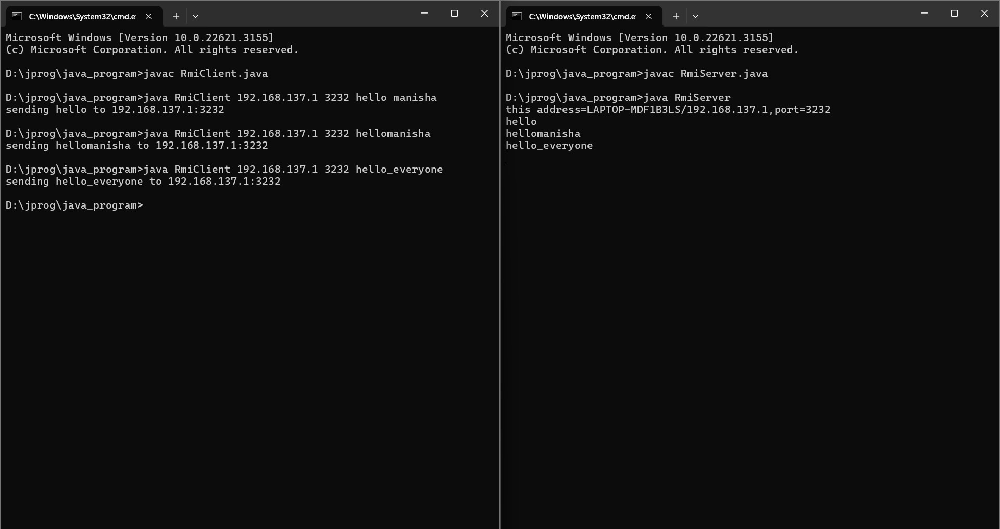 C:\Windows\System32\cmd.e
Microsoft Windows [Version 10.0.22621.3155]
(c) Microsoft Corporation. All rights reserved.
D:\jprog\java_program>javac RmiClient.java
D:\jprog\java_program>java RmiClient 192.168.137.1 3232 hello manisha
sending hello to 192.168.137.1:3232
D:\jprog\java_program>java RmiClient 192.168.137.1 3232 hellomanisha
sending hellomanisha to 192.168.137.1:3232
D:\jprog\java_program>java RmiClient 192.168.137.1 3232 hello_everyone
sending hello_everyone to 192.168.137.1:3232
D:\jprog\java_program>
C:\Windows\System32\cmd.e
Microsoft Windows [Version 10.0.22621.3155]
(c) Microsoft Corporation. All rights reserved.
D:\jprog\java_program>javac RmiServer.java
D:\jprog\java_program>java RmiServer
this address=LAPTOP-MDF1B3LS/192.168.137.1,port=3232
hello
hellomanisha
hello_everyone